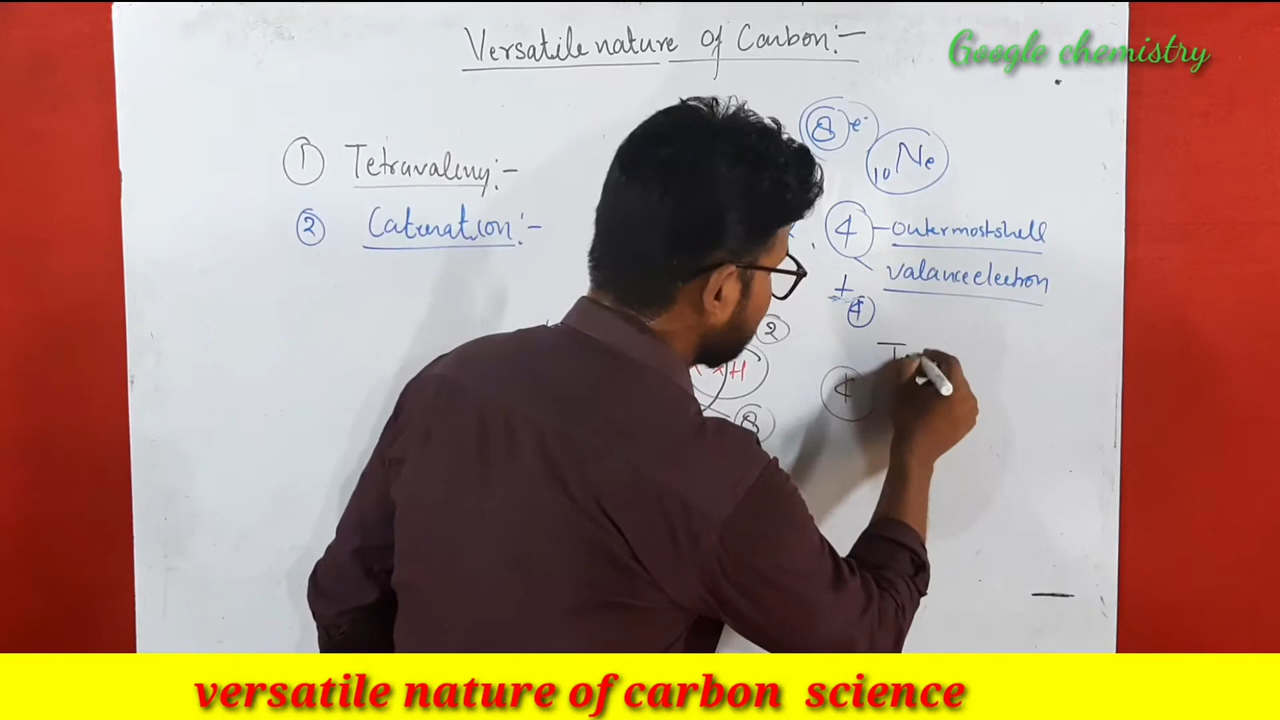 Versatile nature of Carbon:-
Google chemistry
① Tetravalency:-
② Catenation:-
8 e-
10Ne
4 - outermost shell
valance electron
+
4
2
H
8
4
versatile nature of carbon science